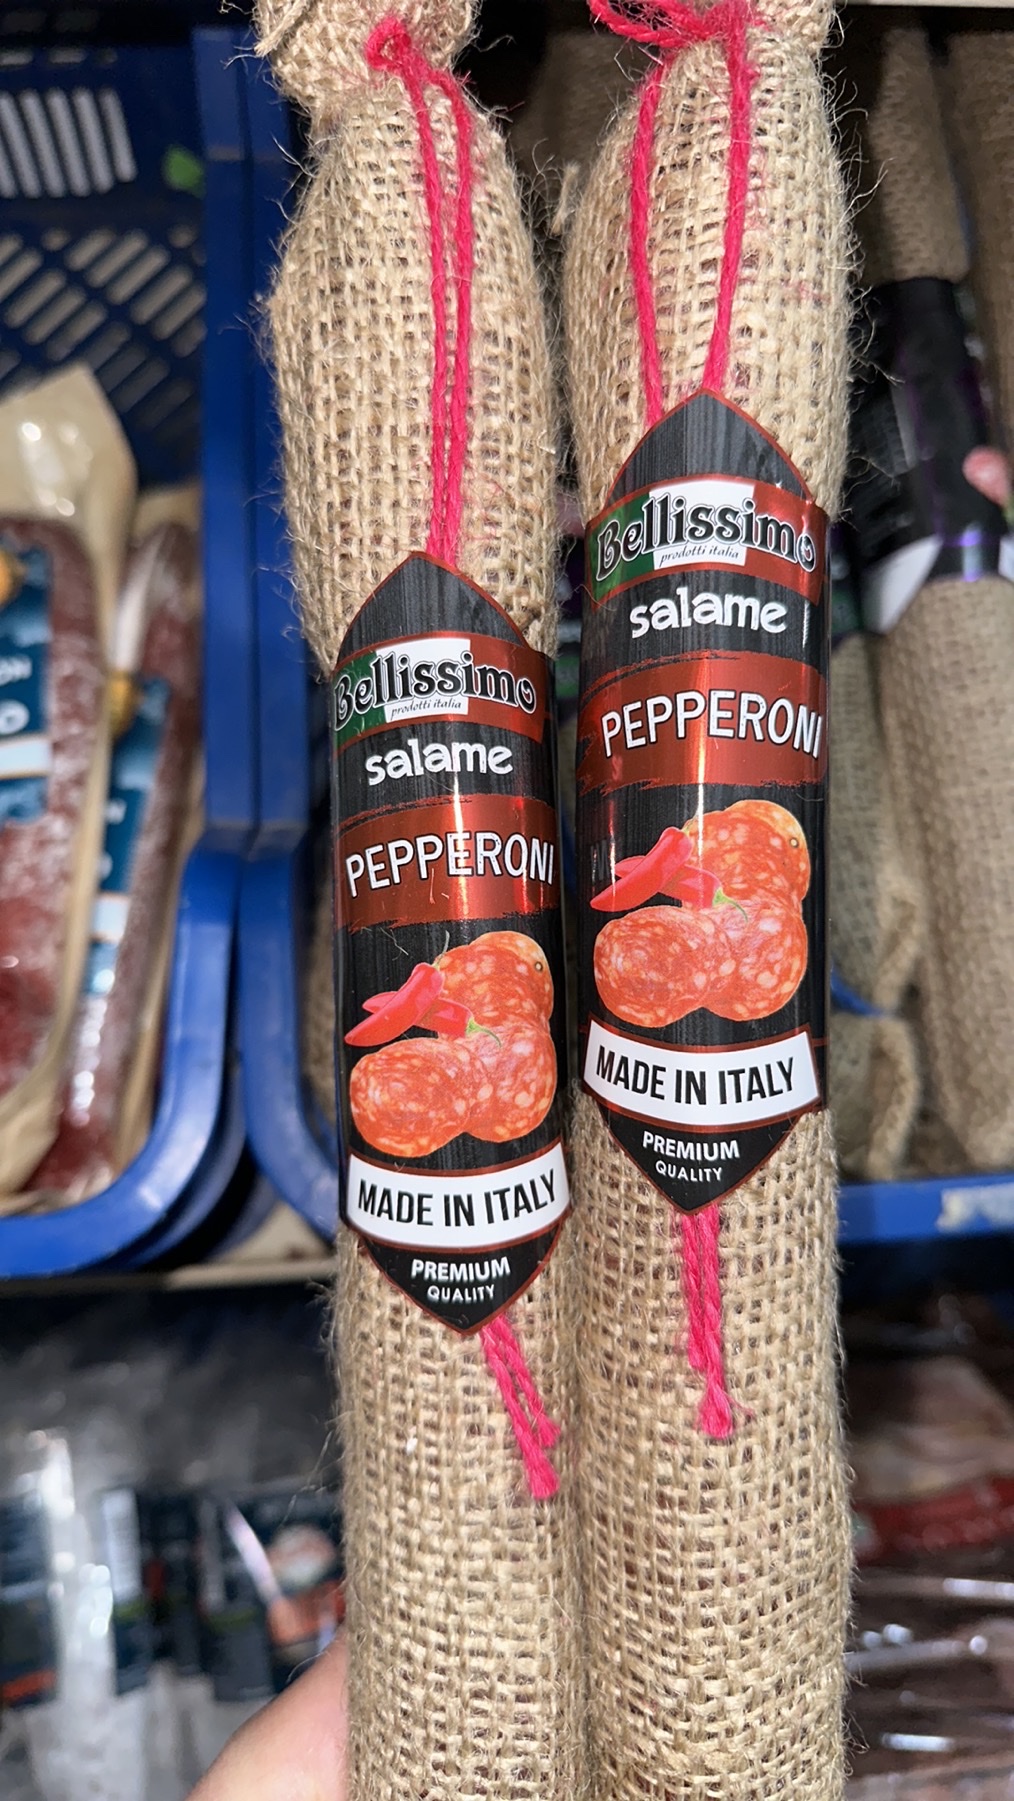 Bellissimo
prodotti italia
salame
PEPPERONI
MADE IN ITALY
PREMIUM
QUALITY
Bellissimo
prodotti italia
salame
PEPPERONI
MADE IN ITALY
PREMIUM
QUALITY